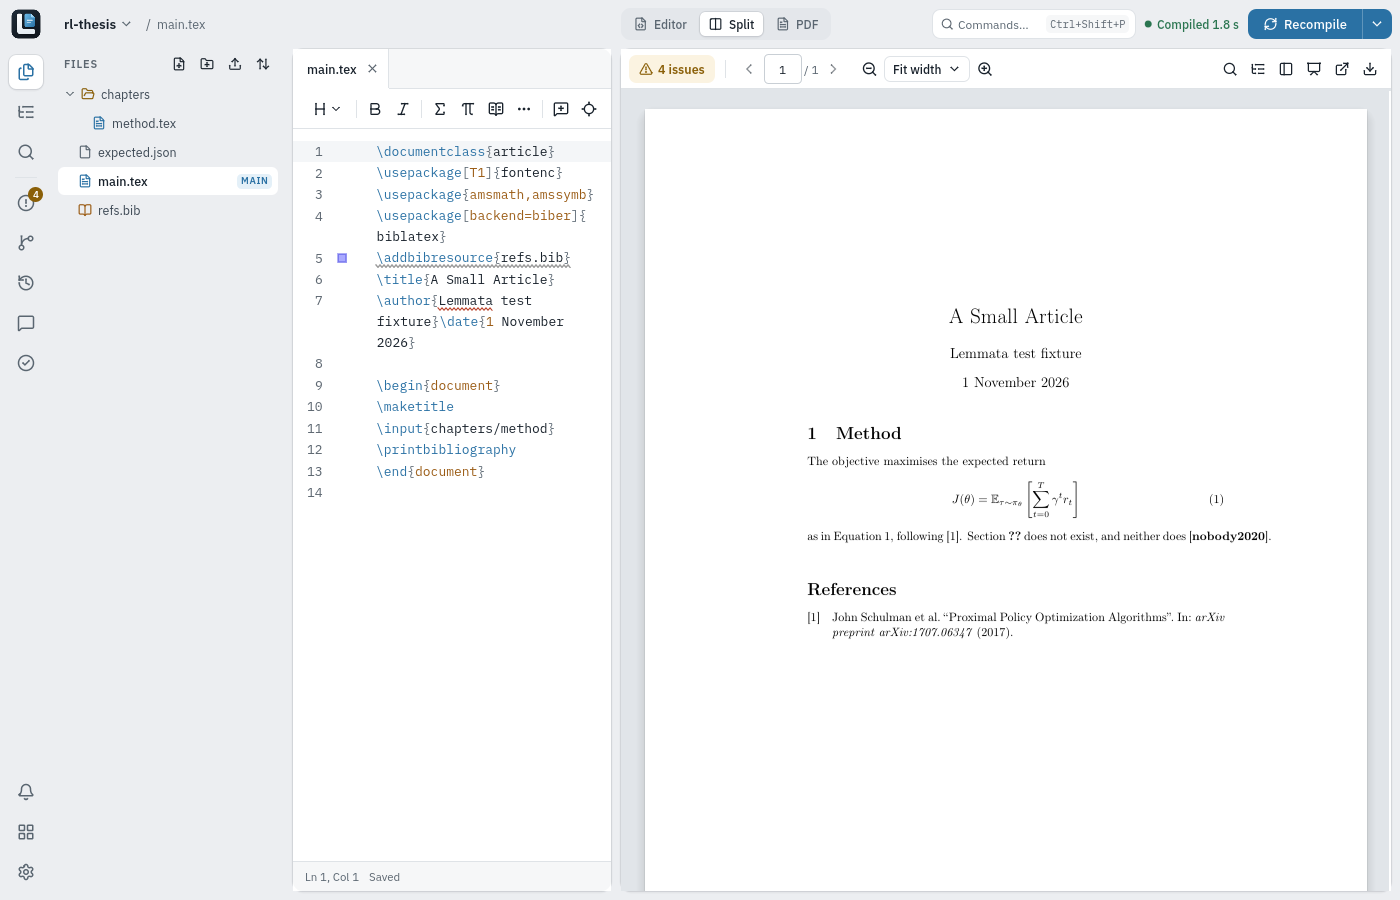 rl-thesis / main.tex
Editor Split PDF
Commands... Ctrl+Shift+P
Compiled 1.8 s
Recompile
FILES
chapters
method.tex
expected.json
main.tex MAIN
refs.bib
4
main.tex
H B I Σ π
1 \documentclass{article}
2 \usepackage[T1]{fontenc}
3 \usepackage{amsmath,amssymb}
4 \usepackage[backend=biber]{
biblatex}
5 \addbibresource{refs.bib}
6 \title{A Small Article}
7 \author{Lemmata test
fixture}\date{1 November
2026}
8
9 \begin{document}
10 \maketitle
11 \input{chapters/method}
12 \printbibliography
13 \end{document}
14
Ln 1, Col 1 Saved
4 issues
1 / 1
Fit width
A Small Article
Lemmata test fixture
1 November 2026
1 Method
The objective maximises the expected return
J(θ) = 𝔼τ∼πθ [∑t=0T γtrt] (1)
as in Equation 1, following [1]. Section ?? does not exist, and neither does [nobody2020].
References
[1] John Schulman et al. “Proximal Policy Optimization Algorithms”. In: arXiv
preprint arXiv:1707.06347 (2017).